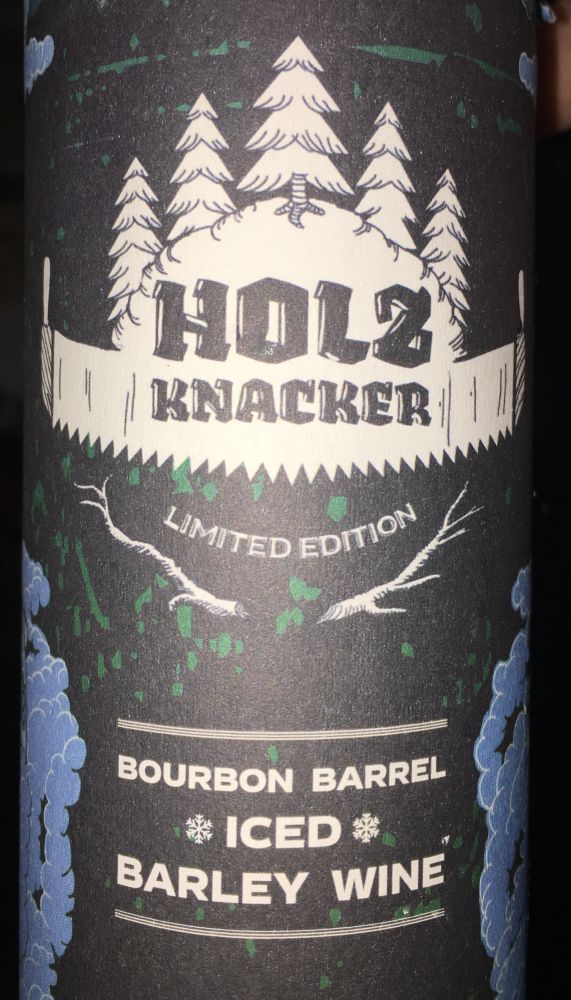 HOLZ
KNACKER
LIMITED EDITION
BOURBON BARREL
ICED
BARLEY WINE